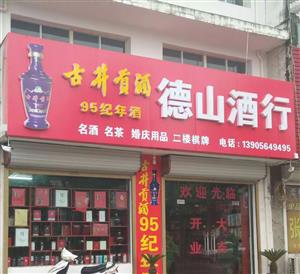 古井贡酒
95纪年酒
德山酒行
名酒 名茶 婚庆用品 二楼棋牌 电话：13905649495
古井贡酒95纪
欢迎光临
开
业
大